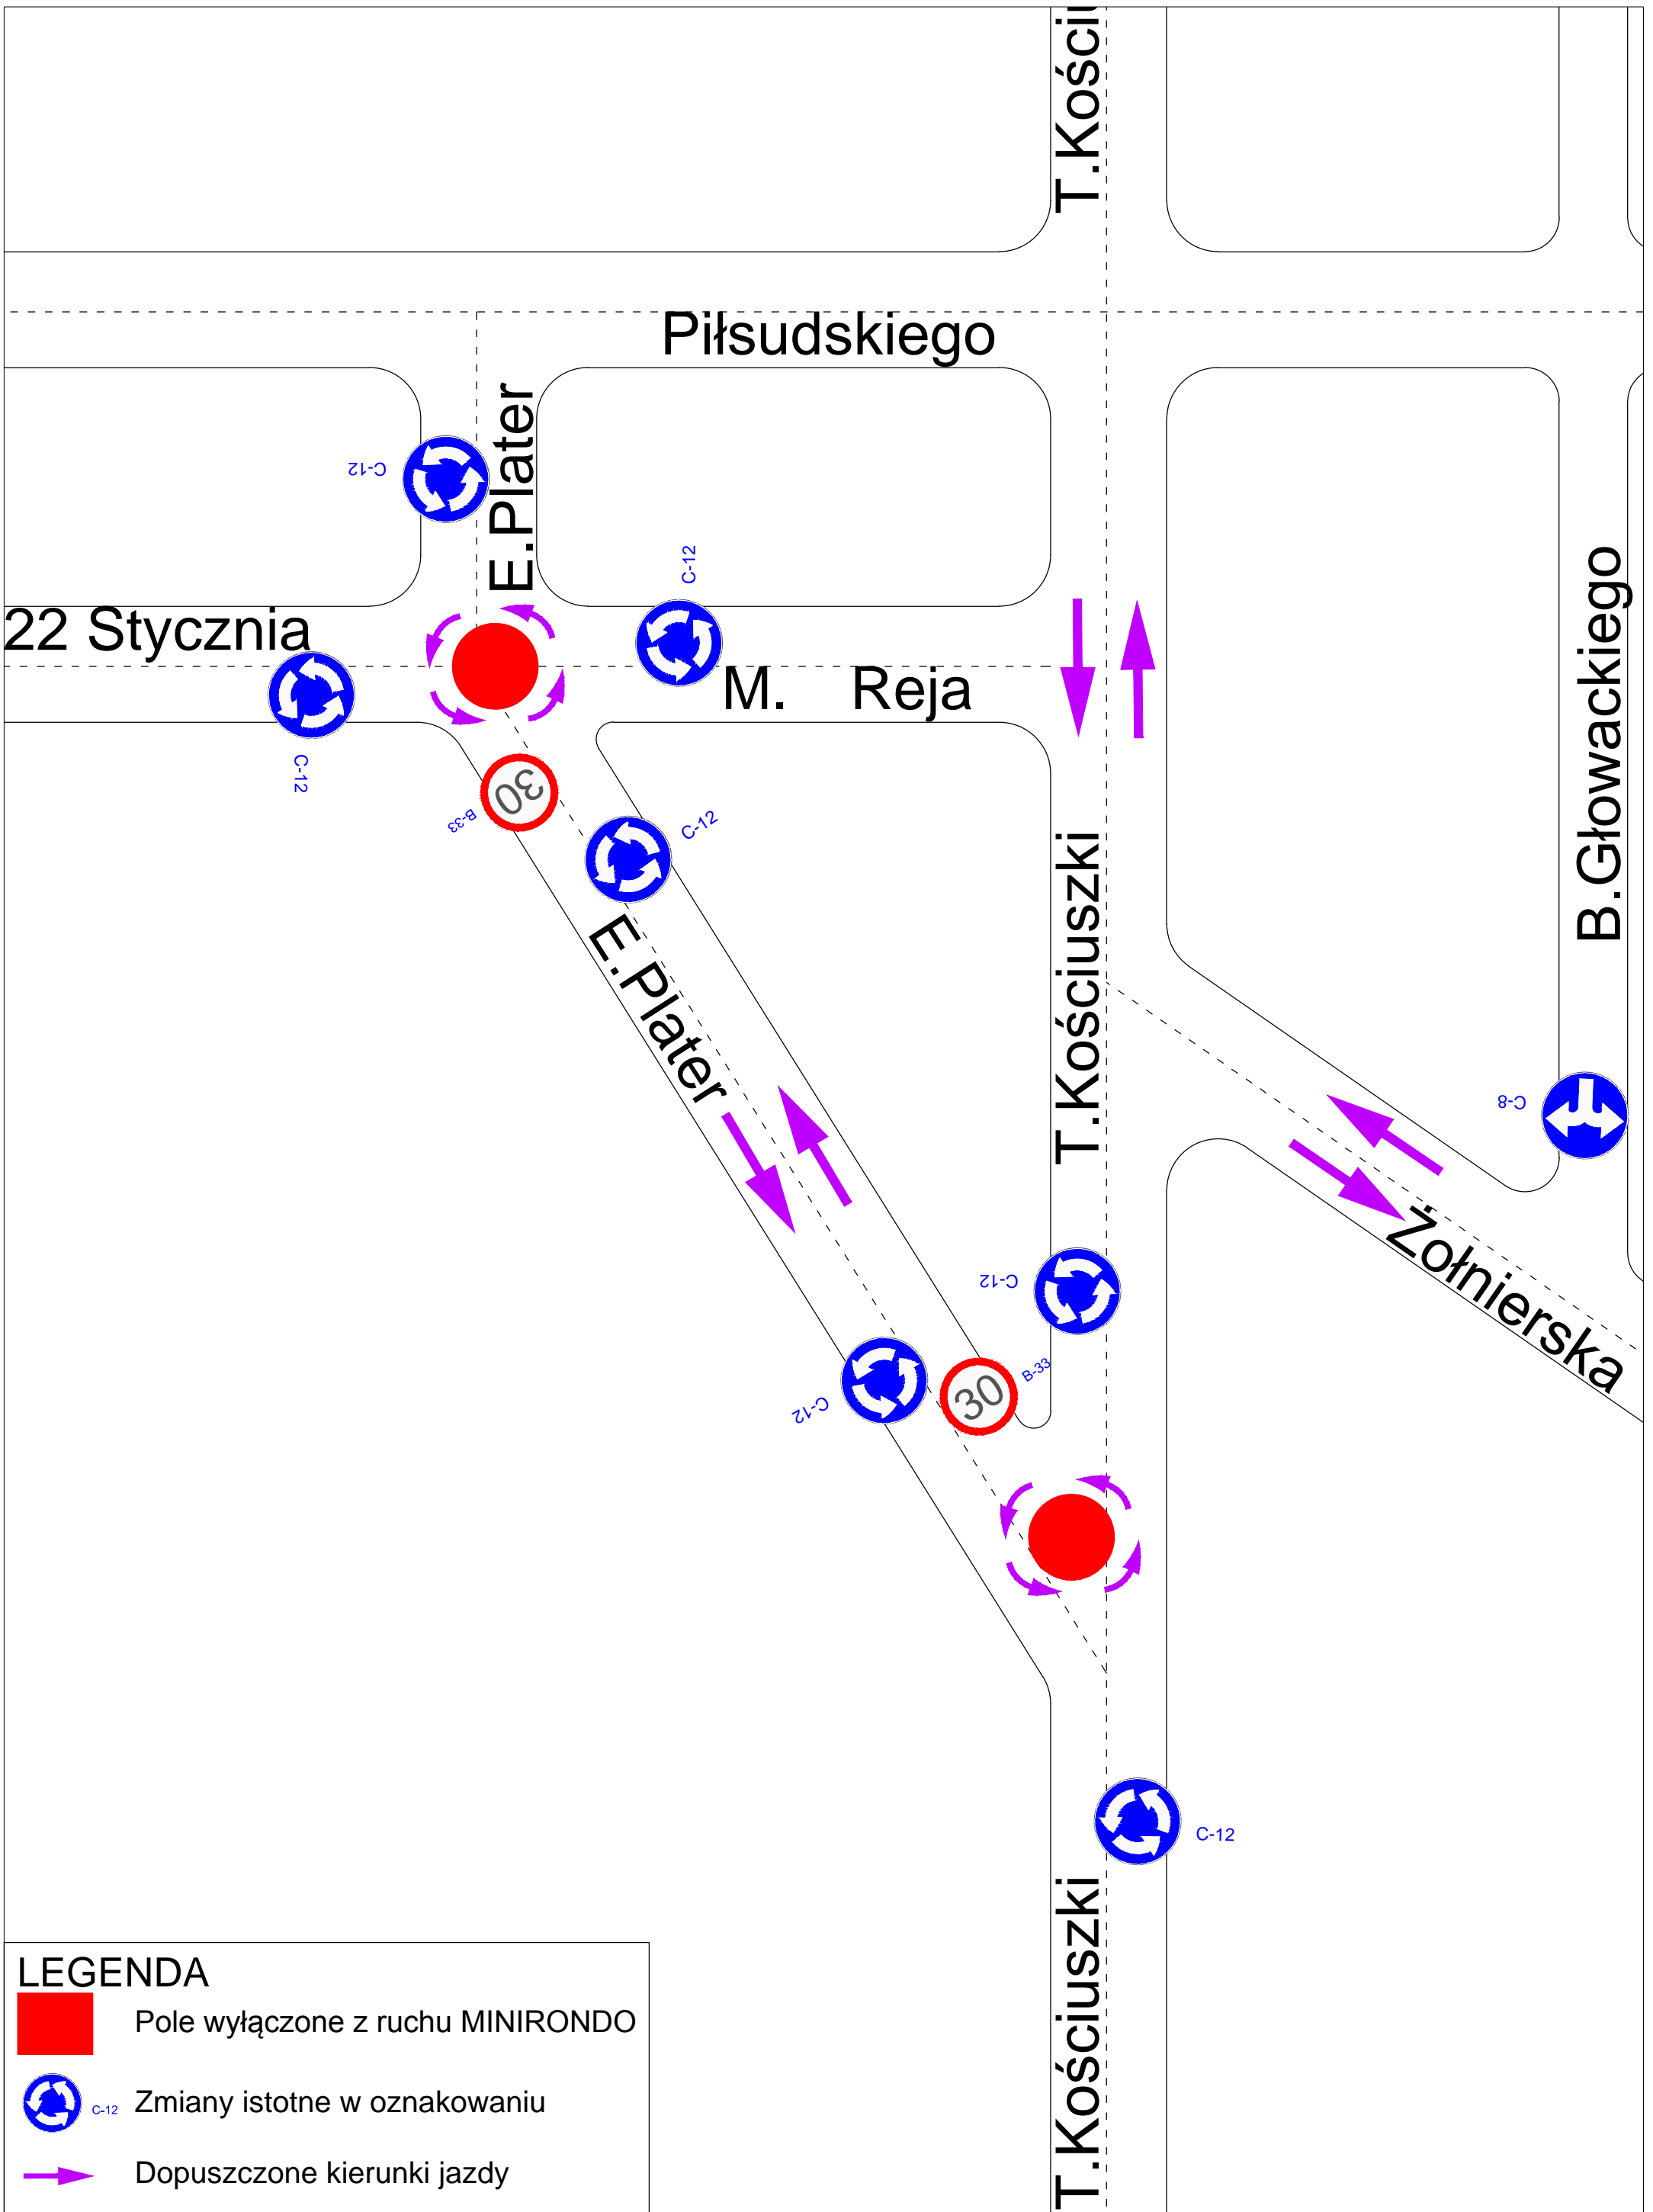 T.Kościu
Piłsudskiego
E.Plater
C-12
C-12
22 Stycznia
M. Reja
C-12
30
B-33
C-12
E.Plater
T.Kościuszki
B.Głowackiego
C-8
Żołnierska
C-12
C-12
30
B-33
C-12
T.Kościuszki
LEGENDA
Pole wyłączone z ruchu MINIRONDO
C-12 Zmiany istotne w oznakowaniu
Dopuszczone kierunki jazdy